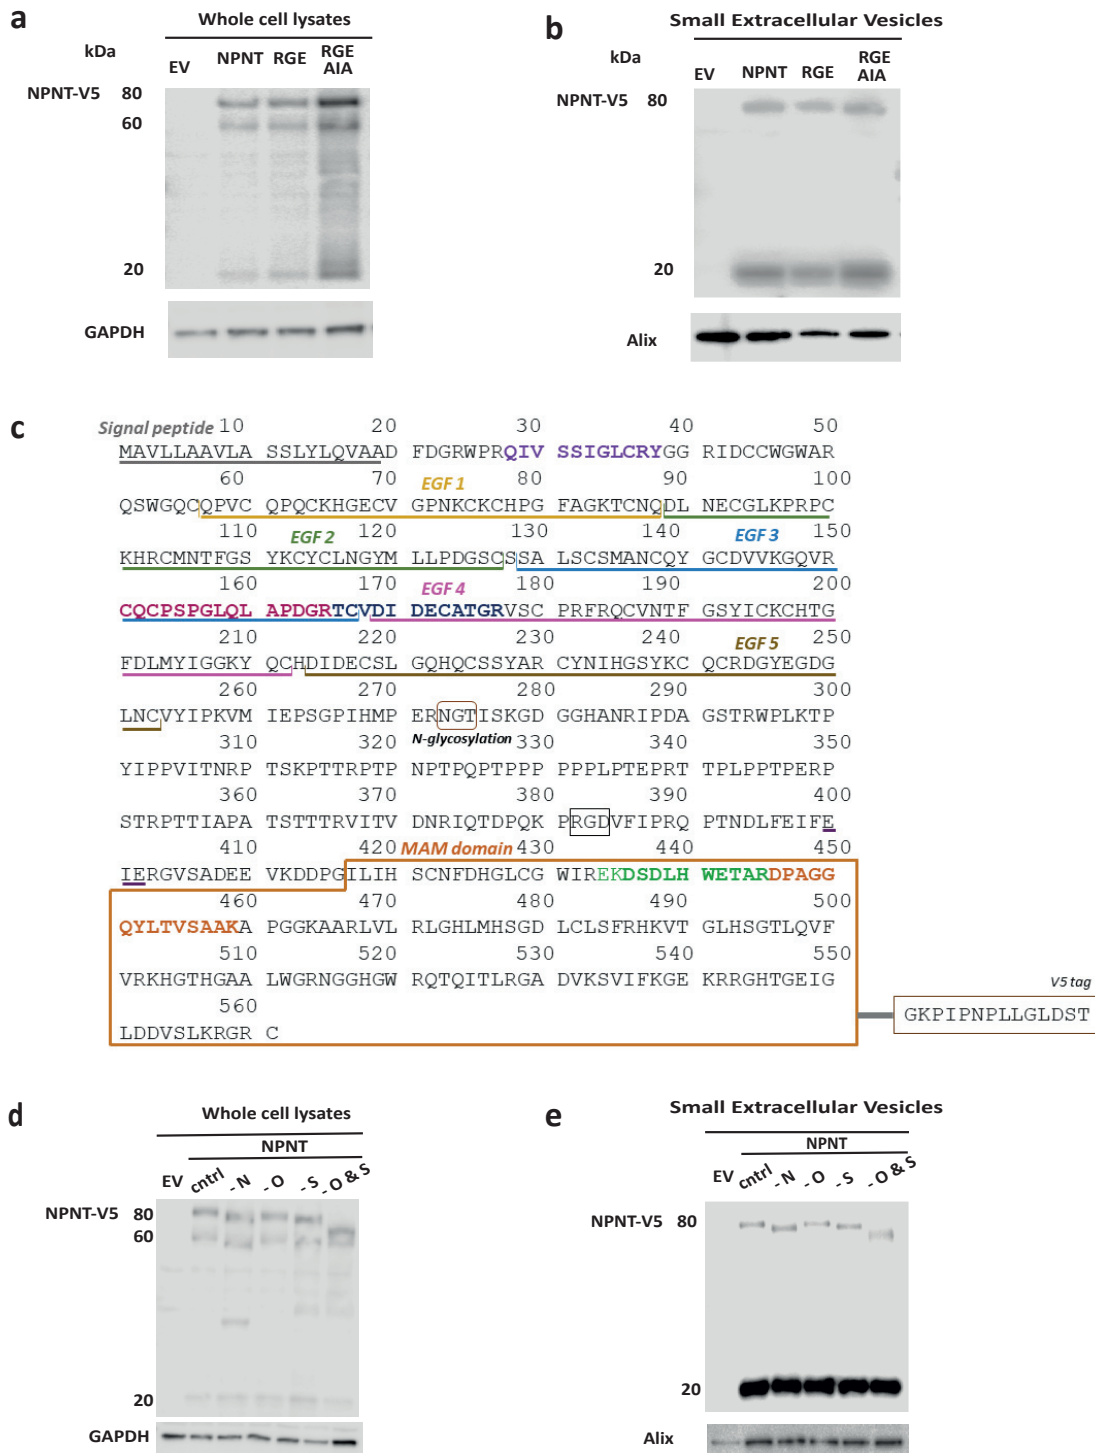 a
Whole cell lysates
kDa
EV NPNT RGE RGE AIA
NPNT-V5 80
60
20
GAPDH
b
Small Extracellular Vesicles
kDa
EV NPNT RGE RGE AIA
NPNT-V5 80
20
Alix
c
Signal peptide 10 20 30 40 50
MAVLLAAVLA SSLYLQVAAD FDGRWPRQIV SSIGLCRYGG RIDCCWGWAR
60 70 EGF 1 80 90 100
QSWGQCQPVCQ QPQCKHGECV GPNKCKCHPG FAGKTCNQDL NECGLKPRPC
110 EGF 2 120 130 EGF 3 140 150
KHRCMNTFGS YKCYCLNGYM LLPDGSCSSA LSCSMANCQY GCDVVKGQVR
160 170 EGF 4 180 190 200
CQCPSPGLQL APDGRTCVDI DECATGRVSC PRFRQCVNTF GSYICKCHTG
210 220 230 240 EGF 5 250
FDLMYIGGKY QCHDIDECSL GQHQCSSYAR CYNIHGSYKC QCRDGYEGDG
260 270 280 290 300
LNCVYIPKVM IEPSGPIHMP ERNGTISKGD GGHANRIPDA GSTRWPLKTP
310 320 N-glycosylation 330 340 350
YIPPVITNRP TSKPTTRPTP NPTPQPTPPP PPPLPTEPRT TPLPPTPERP
360 370 380 390 400
STRPTTIAPA TSTTTRVITV DNRIQTDPQK PRGDVFIPRQ PTNDLFEIFE
410 420 MAM domain 430 440 450
IERGVSADEE VKDDPGILIH SCNFDHGLCG WIREKDSDLH WETARDPAGG
460 470 480 490 500
QYLTVSAAKA PGGKAARLVL RLGHLMHSGD LCLSFRHKVT GLHSGTLQVF
510 520 530 540 550
VRKHGTHGAA LWGRNGGHGW RQTQITLRGA DVKSVIFKGE KRRGHTGEIG
560
LDDVSLKRGR C
V5 tag
GKPIPNPLLGLDST
d
Whole cell lysates
NPNT
EV cntrl - N - O - S - O & S
NPNT-V5 80
60
20
GAPDH
e
Small Extracellular Vesicles
NPNT
EV cntrl - N - O - S - O & S
NPNT-V5 80
20
Alix